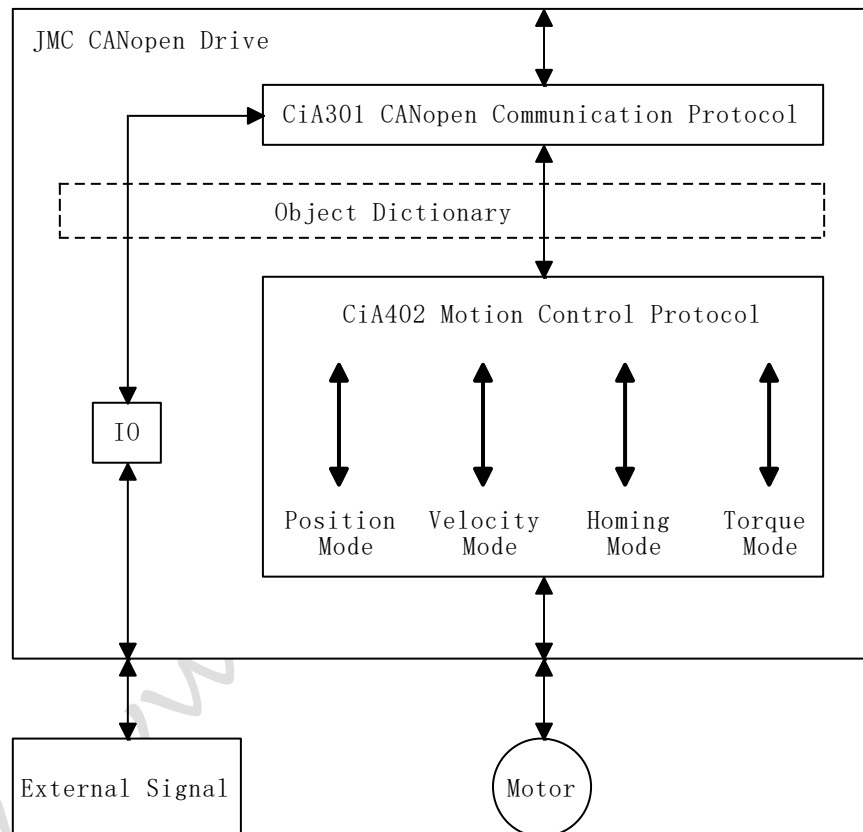 JMC CANopen Drive
CiA301 CANopen Communication Protocol
Object Dictionary
CiA402 Motion Control Protocol
IO
Position Mode
Velocity Mode
Homing Mode
Torque Mode
External Signal
Motor